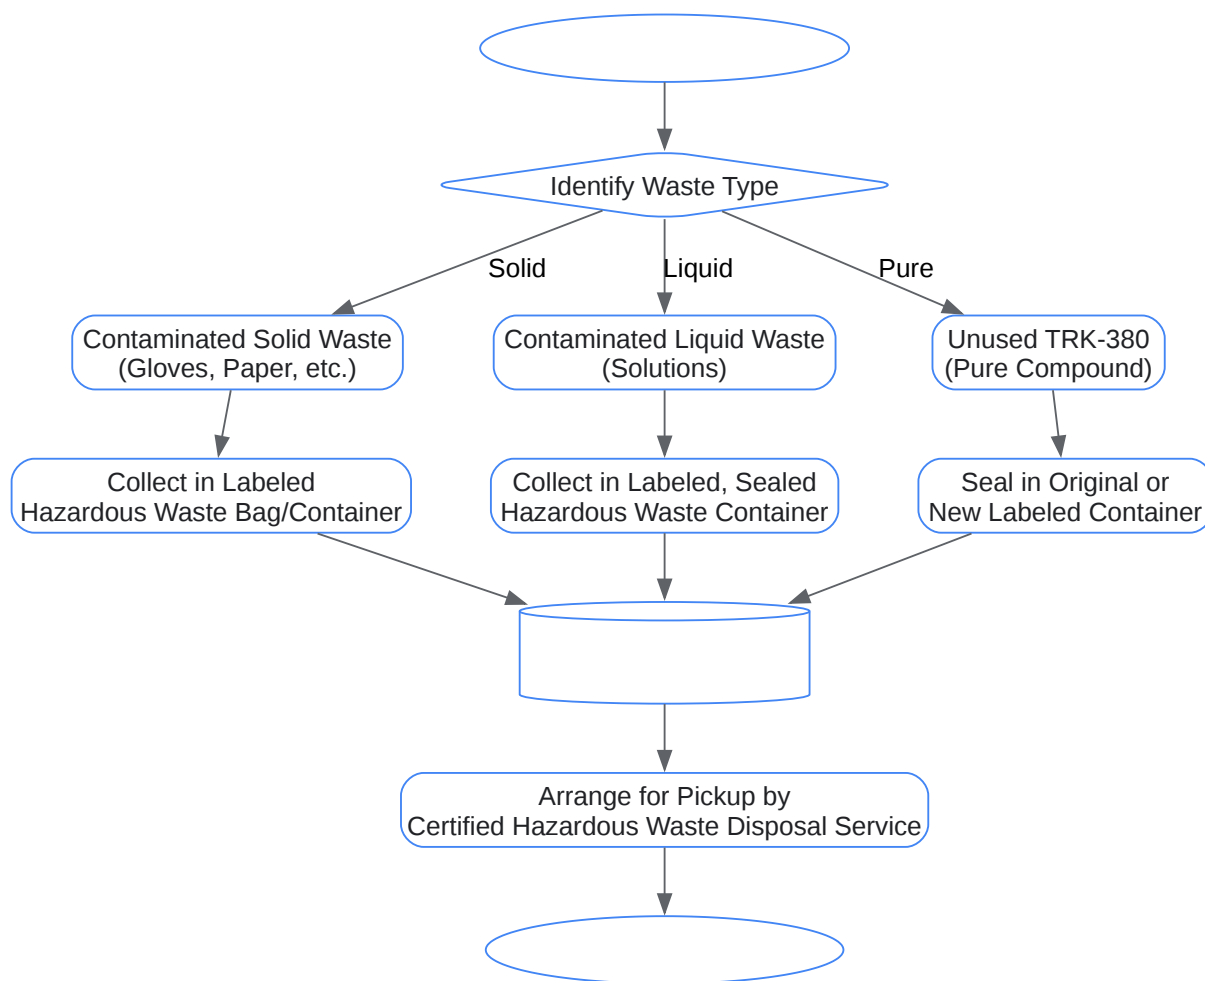 Identify Waste Type
Solid
Liquid
Pure
Contaminated Solid Waste
(Gloves, Paper, etc.)
Contaminated Liquid Waste
(Solutions)
Unused TRK-380
(Pure Compound)
Collect in Labeled
Hazardous Waste Bag/Container
Collect in Labeled, Sealed
Hazardous Waste Container
Seal in Original or
New Labeled Container
Arrange for Pickup by
Certified Hazardous Waste Disposal Service